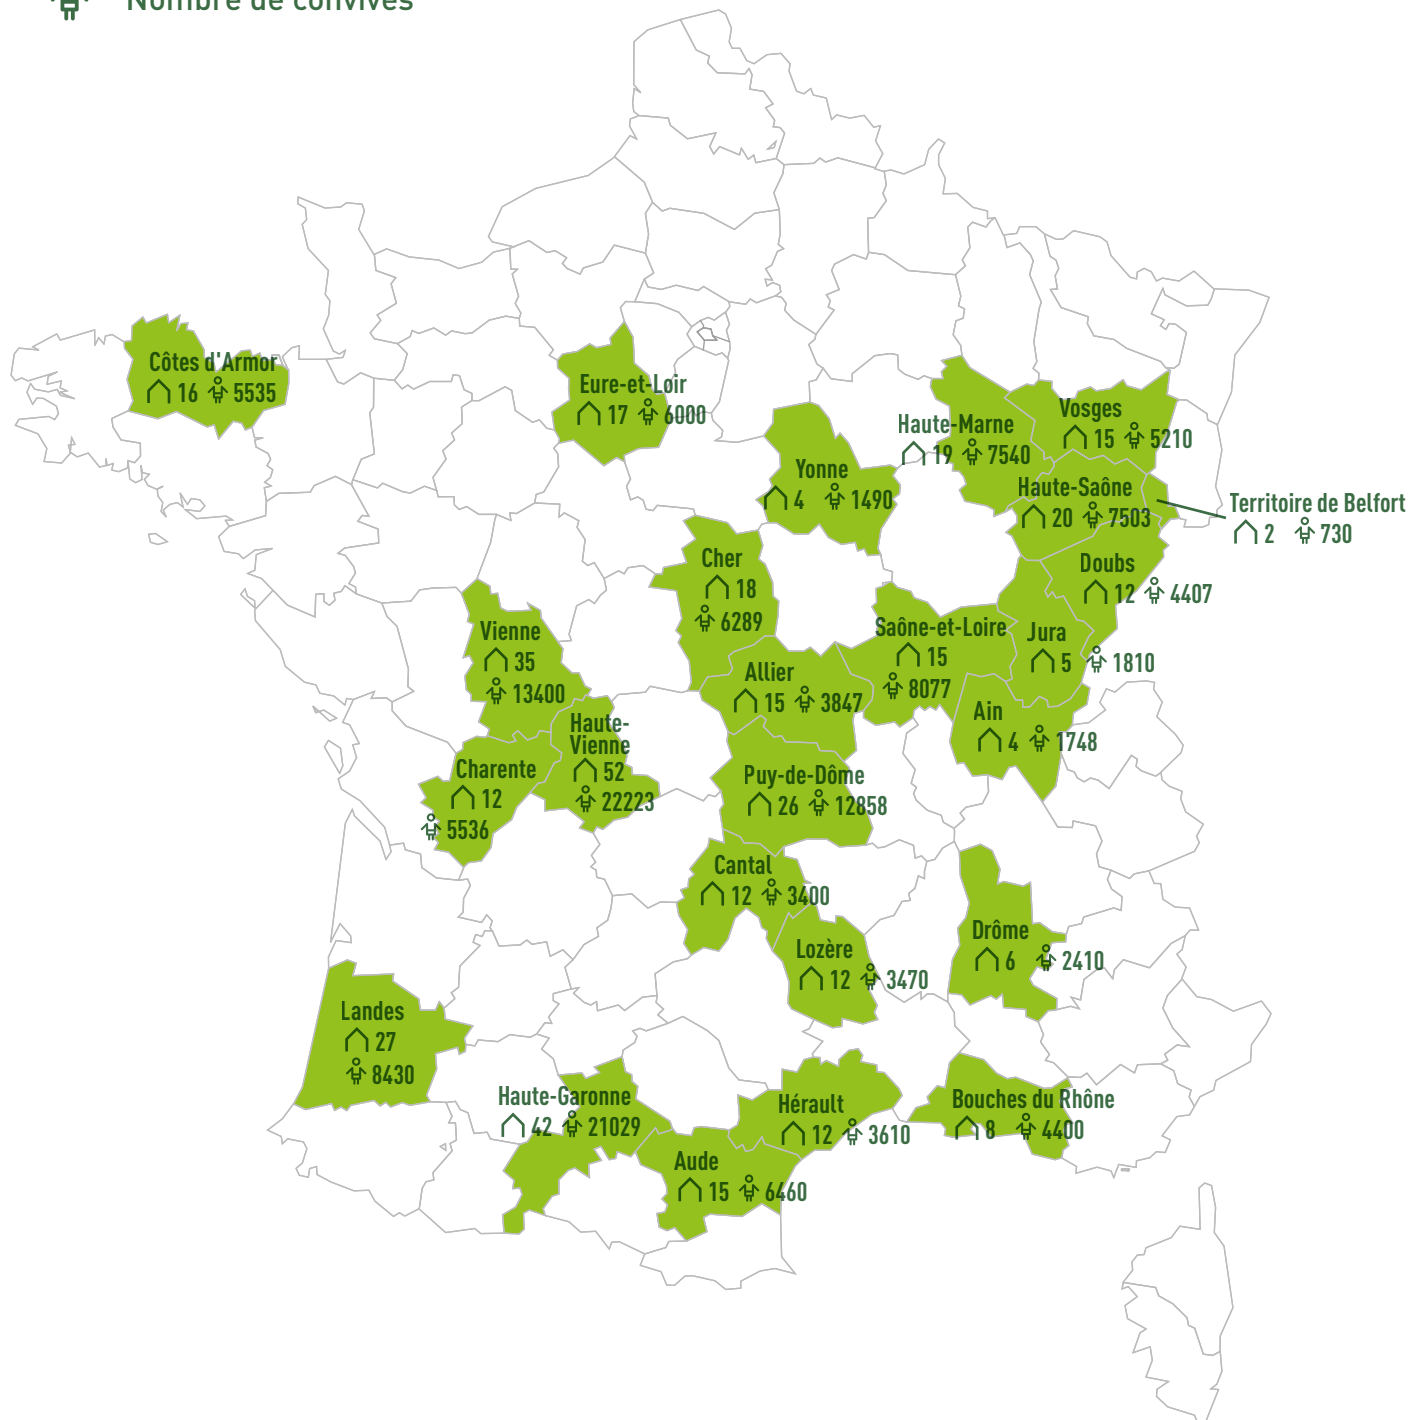 Nombre de convives
Côtes d'Armor
16 5535
Eure-et-Loir
17 6000
Haute-Marne
19 7540
Vosges
15 5210
Yonne
4 1490
Haute-Saône
20 7503
Territoire de Belfort
2 730
Cher
18
6289
Doubs
12 4407
Vienne
35
13400
Saône-et-Loire
15
8077
Jura
5 1810
Allier
15 3847
Ain
4 1748
Haute-
Vienne
52
22223
Charente
12
5536
Puy-de-Dôme
26 12858
Cantal
12 3400
Drôme
6 2410
Lozère
12 3470
Landes
27
8430
Haute-Garonne
42 21029
Hérault
12 3610
Bouches du Rhône
8 4400
Aude
15 6460